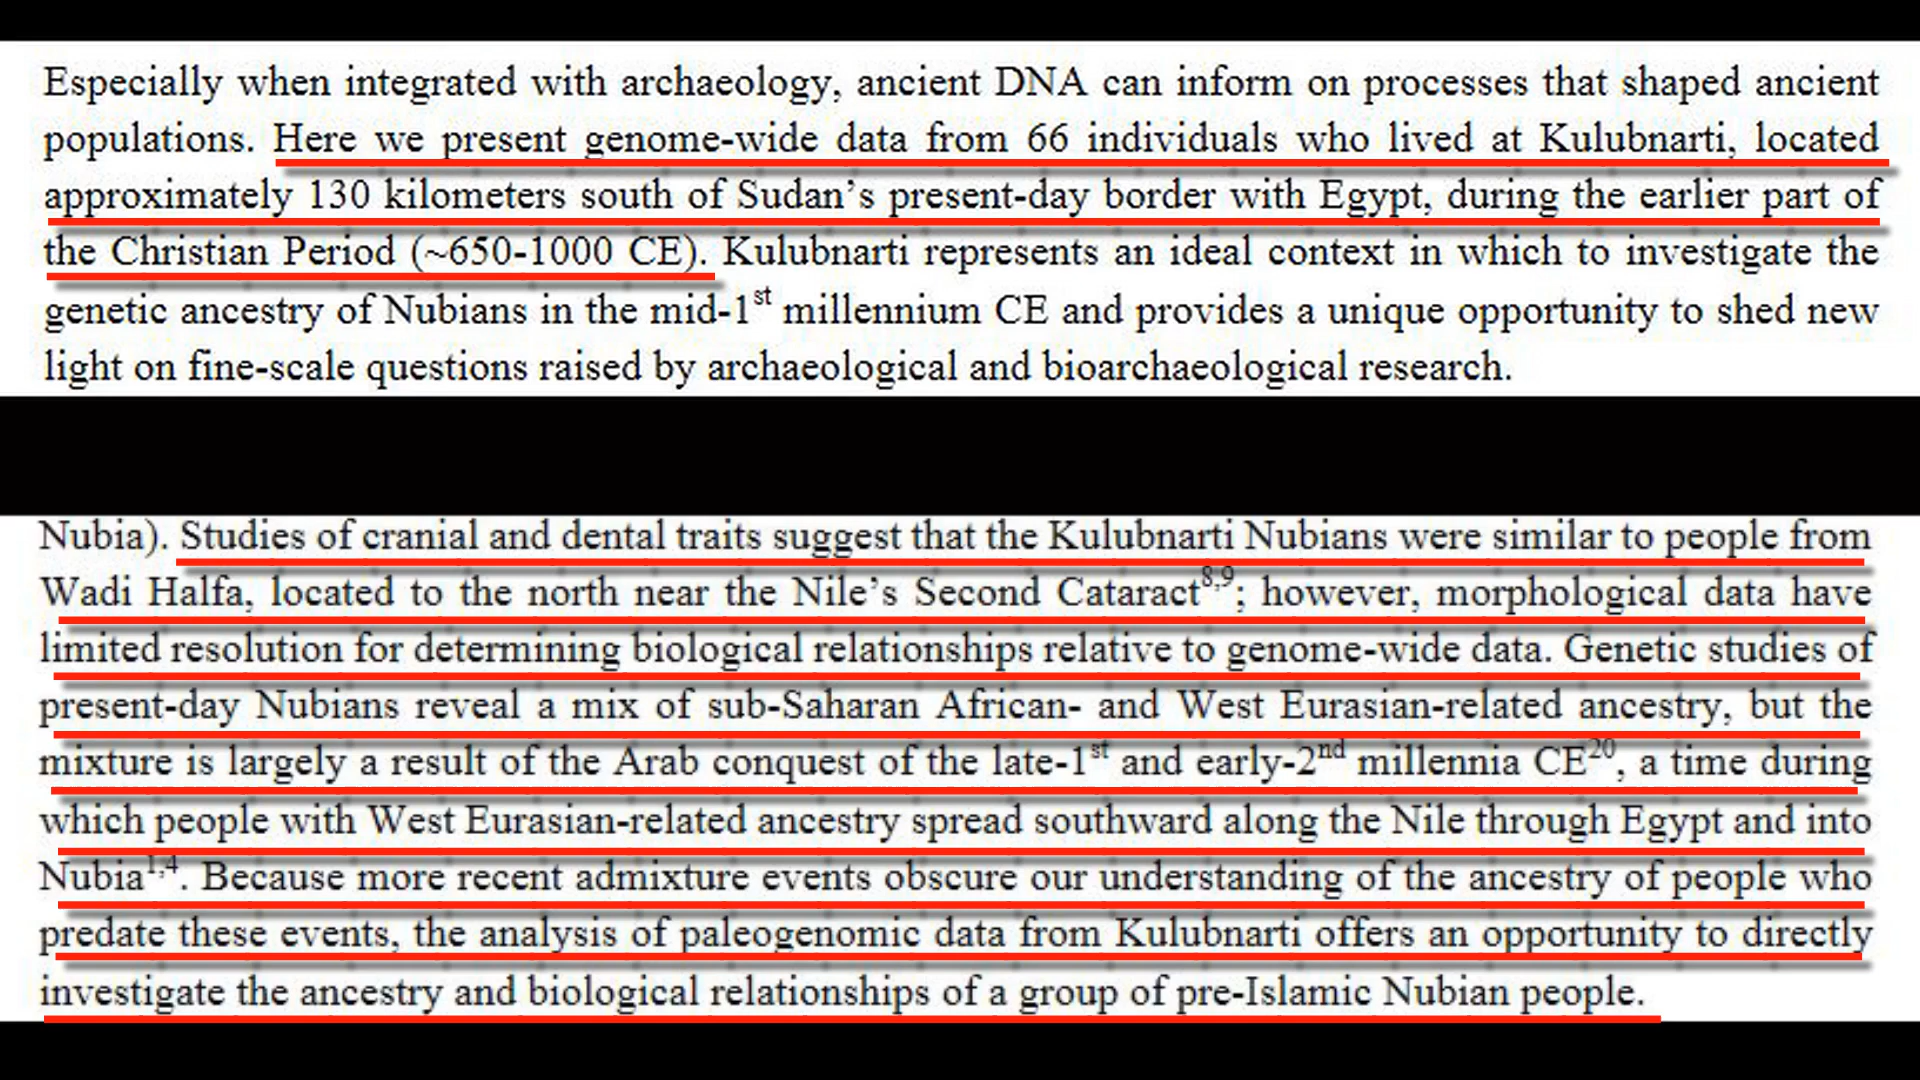 Especially when integrated with archaeology, ancient DNA can inform on processes that shaped ancient
populations. Here we present genome-wide data from 66 individuals who lived at Kulubnarti, located
approximately 130 kilometers south of Sudan’s present-day border with Egypt, during the earlier part of
the Christian Period (~650-1000 CE). Kulubnarti represents an ideal context in which to investigate the
genetic ancestry of Nubians in the mid-1st millennium CE and provides a unique opportunity to shed new
light on fine-scale questions raised by archaeological and bioarchaeological research.
Nubia). Studies of cranial and dental traits suggest that the Kulubnarti Nubians were similar to people from
Wadi Halfa, located to the north near the Nile’s Second Cataract8,9; however, morphological data have
limited resolution for determining biological relationships relative to genome-wide data. Genetic studies of
present-day Nubians reveal a mix of sub-Saharan African- and West Eurasian-related ancestry, but the
mixture is largely a result of the Arab conquest of the late-1st and early-2nd millennia CE20, a time during
which people with West Eurasian-related ancestry spread southward along the Nile through Egypt and into
Nubia1,4. Because more recent admixture events obscure our understanding of the ancestry of people who
predate these events, the analysis of paleogenomic data from Kulubnarti offers an opportunity to directly
investigate the ancestry and biological relationships of a group of pre-Islamic Nubian people.